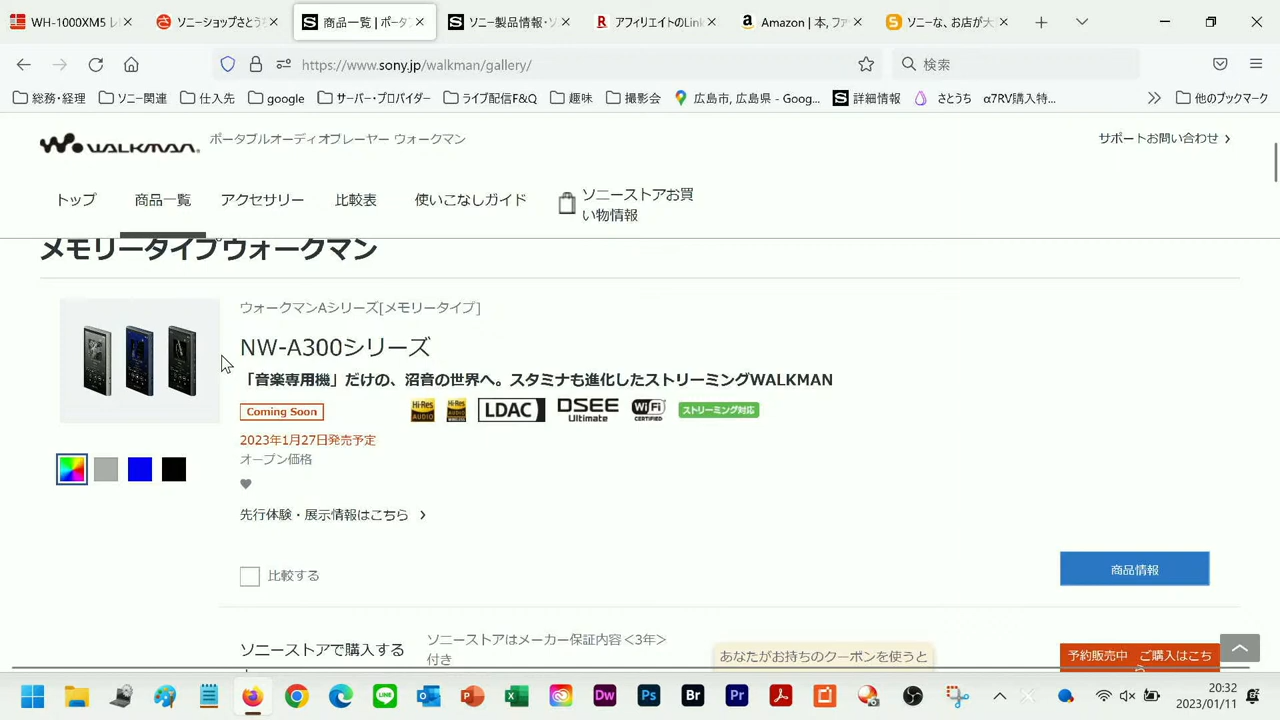 WH-1000XM5 レ
ソニーショップさとう
商品一覧 | ポータ
ソニー製品情報・ソ
アフィリエイトのLink
Amazon | 本, ファ
ソニーな、お店が大
https://www.sony.jp/walkman/gallery/
検索
総務・経理
ソニー関連
仕入先
google
サーバー・プロバイダー
ライブ配信F&Q
趣味
撮影会
広島市, 広島県 - Goog...
詳細情報
さとうち　α7RV購入特...
他のブックマーク
WALKMAN
ポータブルオーディオプレーヤー ウォークマン
サポートお問い合わせ
トップ
商品一覧
アクセサリー
比較表
使いこなしガイド
ソニーストアお買
い物情報
メモリータイプウォークマン
ウォークマンAシリーズ[メモリータイプ]
NW-A300シリーズ
「音楽専用機」だけの、沼音の世界へ。スタミナも進化したストリーミングWALKMAN
Coming Soon
Hi-Res AUDIO
Hi-Res AUDIO WIRELESS
LDAC
DSEE Ultimate
WiFi CERTIFIED
ストリーミング対応
2023年1月27日発売予定
オープン価格
先行体験・展示情報はこちら
比較する
商品情報
ソニーストアで購入する
ソニーストアはメーカー保証内容<3年>
付き
あなたがお持ちのクーポンを使うと
予約販売中　ご購入はこち
20:32
2023/01/11